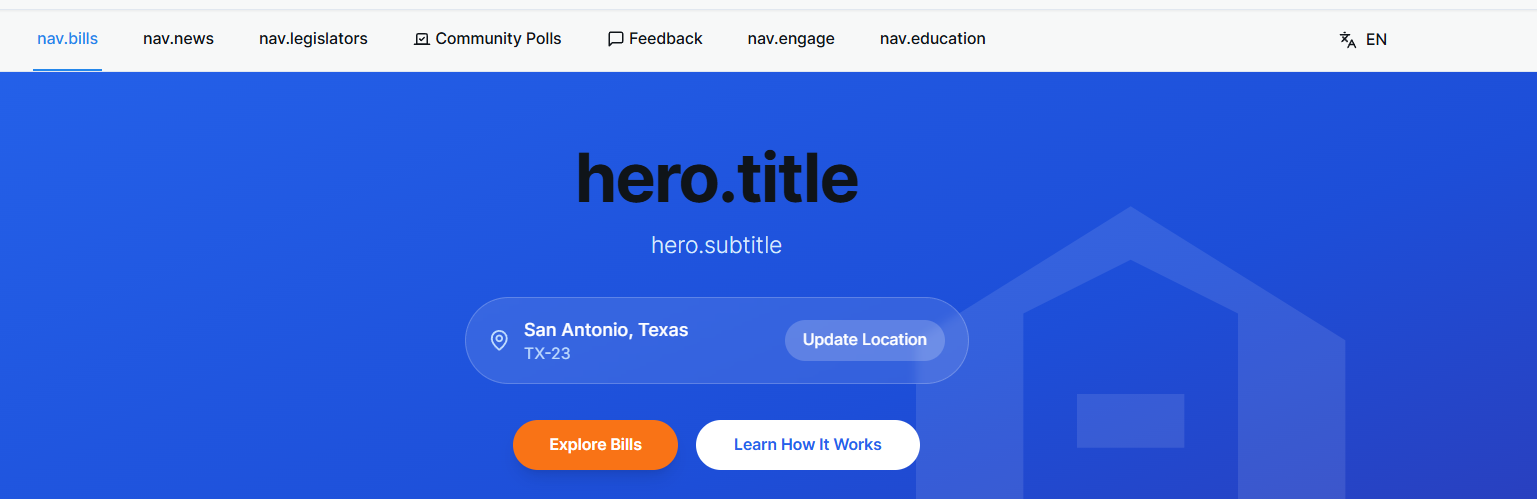 nav.bills
nav.news
nav.legislators
Community Polls
Feedback
nav.engage
nav.education
EN
hero.title
hero.subtitle
San Antonio, Texas
TX-23
Update Location
Explore Bills
Learn How It Works